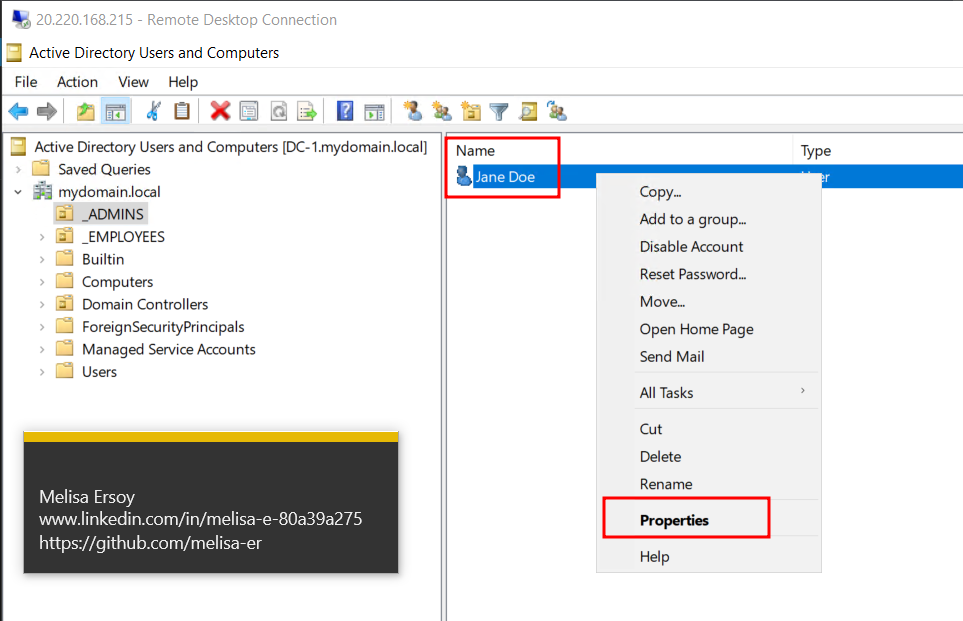 20.220.168.215 - Remote Desktop Connection
Active Directory Users and Computers
File Action View Help
Active Directory Users and Computers [DC-1.mydomain.local]
Saved Queries
mydomain.local
_ADMINS
_EMPLOYEES
Builtin
Computers
Domain Controllers
ForeignSecurityPrincipals
Managed Service Accounts
Users
Name Type
Jane Doe
Copy...
Add to a group...
Disable Account
Reset Password...
Move...
Open Home Page
Send Mail
All Tasks
Cut
Delete
Rename
Properties
Help
Melisa Ersoy
www.linkedin.com/in/melisa-e-80a39a275
https://github.com/melisa-er